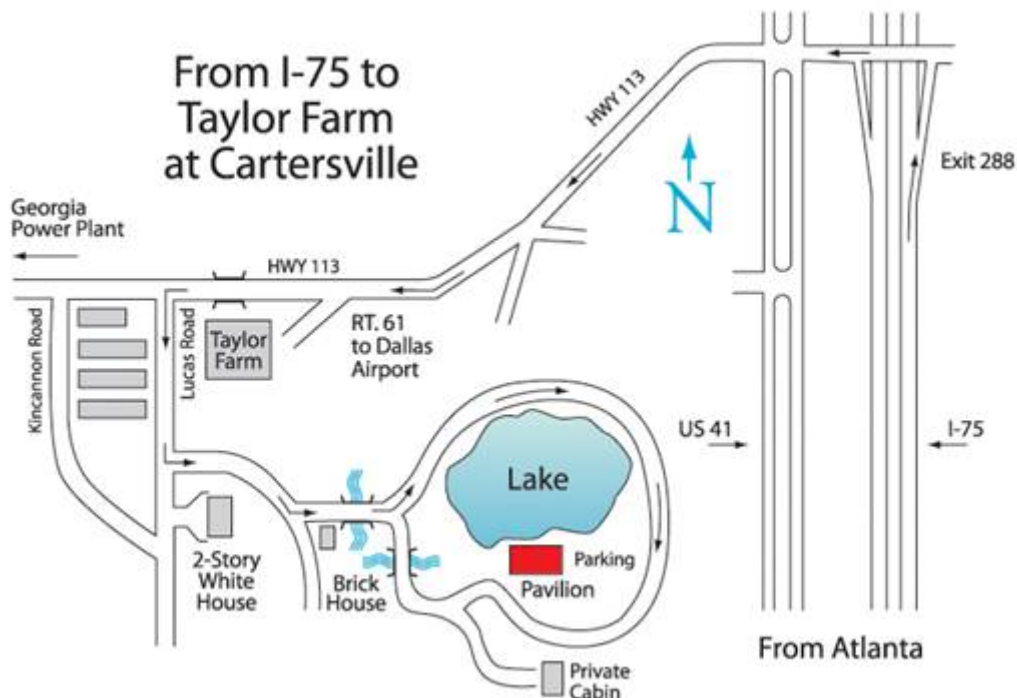 From I-75 to
Taylor Farm
at Cartersville
HWY 113
N
Exit 288
Georgia
Power Plant
HWY 113
Kincannon Road
Lucas Road
Taylor
Farm
RT. 61
to Dallas
Airport
US 41
I-75
Lake
Parking
Pavilion
2-Story
White
House
Brick
House
From Atlanta
Private
Cabin